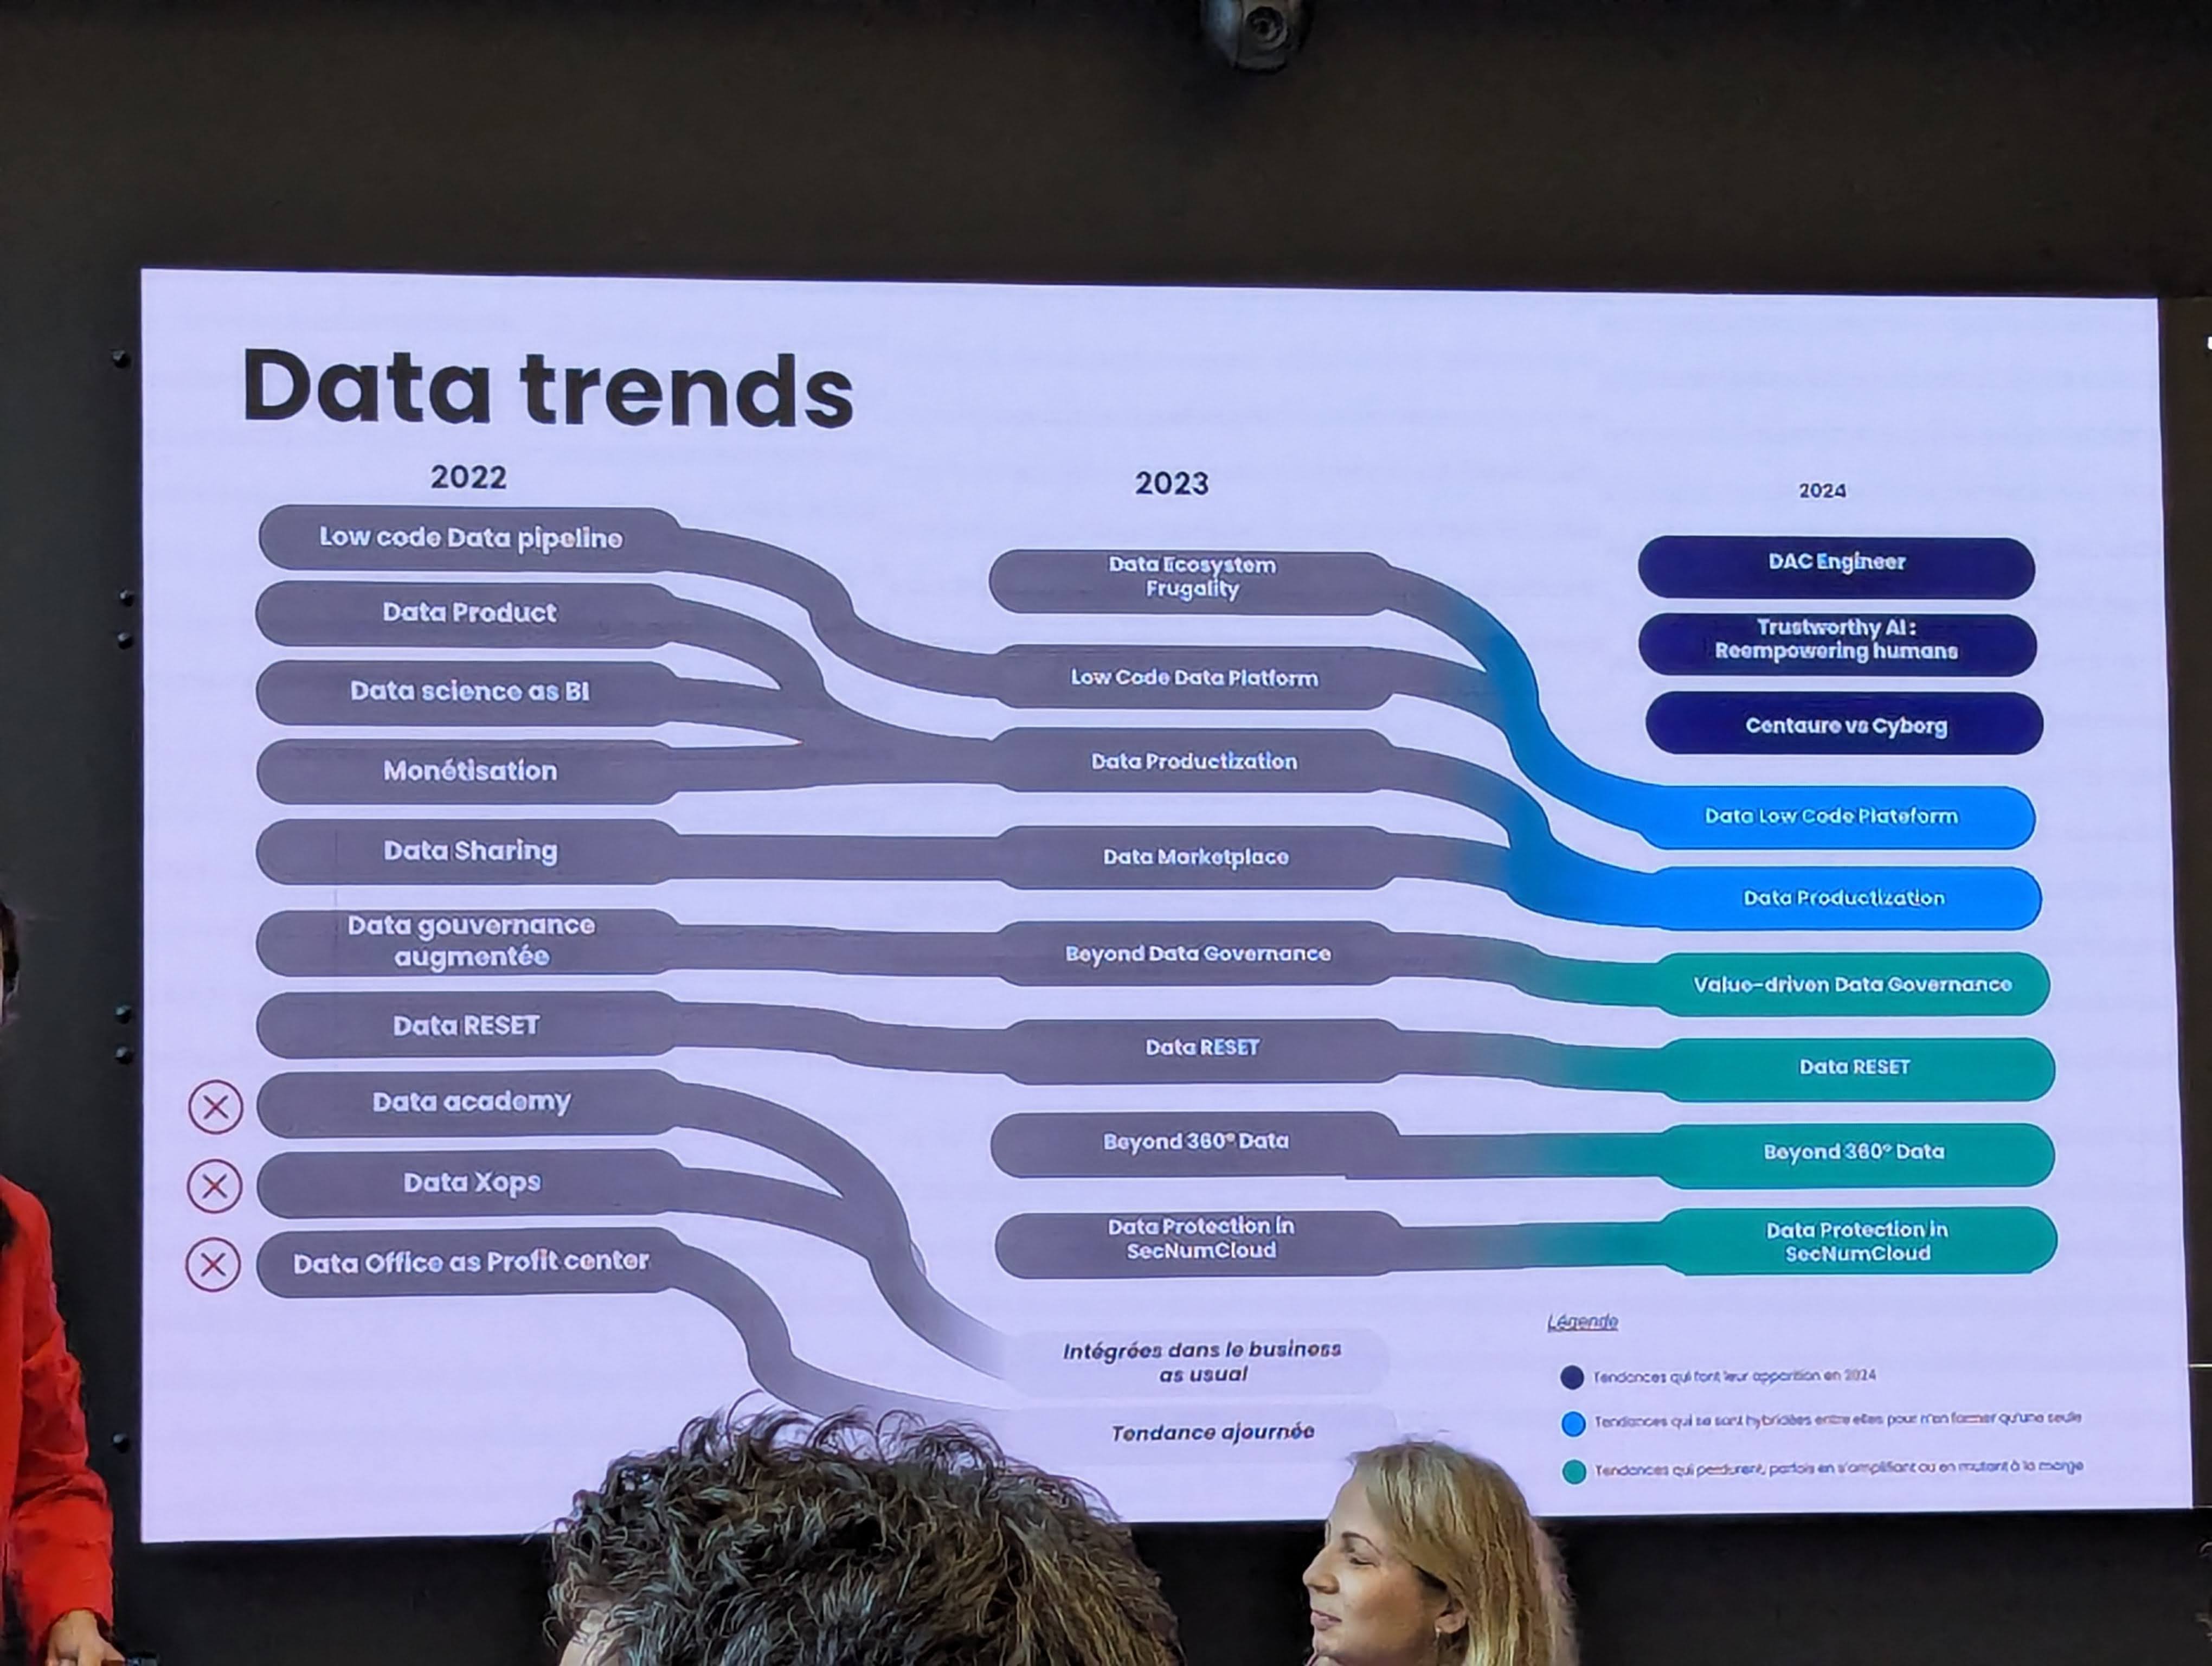 Data trends
2022
Low code Data pipeline
Data Product
Data science as BI
Monétisation
Data Sharing
Data gouvernance
augmentée
Data RESET
Data academy
Data Xops
Data Office as Profit center
2023
Data Ecosystem
Frugality
Low Code Data Platform
Data Productization
Data Marketplace
Beyond Data Governance
Data RESET
Beyond 360° Data
Data Protection in
SecNumCloud
Intégrées dans le business
as usual
Tendance ajournée
2024
DAC Engineer
Trustworthy AI :
Reempowering humans
Centaure vs Cyborg
Data Low Code Plateform
Data Productization
Value-driven Data Governance
Data RESET
Beyond 360° Data
Data Protection in
SecNumCloud
Légende
Tendances qui font leur apparition en 2024
Tendances qui se sont hybridées entre elles pour n'en former qu'une seule
Tendances qui perdurent, parfois en s'amplifiant ou en mutant à la marge